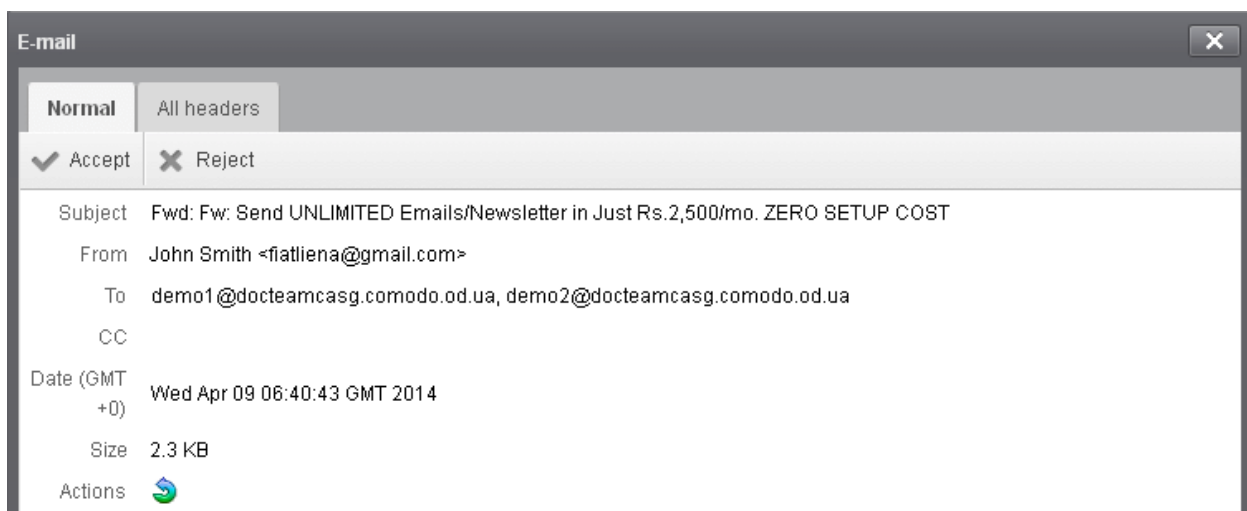 E-mail
Normal
All headers
Accept
Reject
Subject Fwd: Fw: Send UNLIMITED Emails/Newsletter in Just Rs.2,500/mo. ZERO SETUP COST
From John Smith <fiatliena@gmail.com>
To demo1@docteamcasg.comodo.od.ua, demo2@docteamcasg.comodo.od.ua
CC
Date (GMT
+0) Wed Apr 09 06:40:43 GMT 2014
Size 2.3 KB
Actions